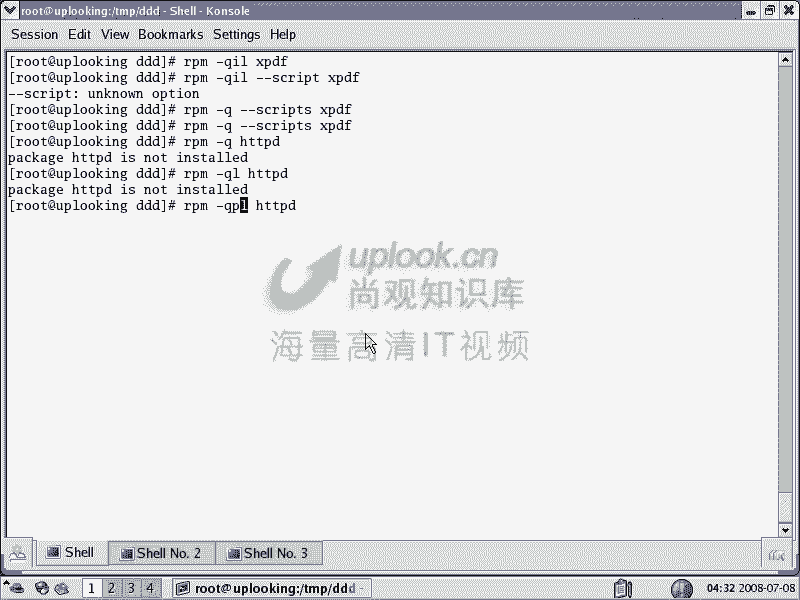 root@uplooking:/tmp/ddd - Shell - Konsole
Session Edit View Bookmarks Settings Help
[root@uplooking ddd]# rpm -qil xpdf
[root@uplooking ddd]# rpm -qil --script xpdf
--script: unknown option
[root@uplooking ddd]# rpm -q --scripts xpdf
[root@uplooking ddd]# rpm -q --scripts xpdf
[root@uplooking ddd]# rpm -q httpd
package httpd is not installed
[root@uplooking ddd]# rpm -ql httpd
package httpd is not installed
[root@uplooking ddd]# rpm -qpl httpd
uplook.cn
尚观知识库
海量高清IT视频
Shell Shell No. 2 Shell No. 3
1 2 3 4 root@uplooking:/tmp/ddd - 04:32 2008-07-08